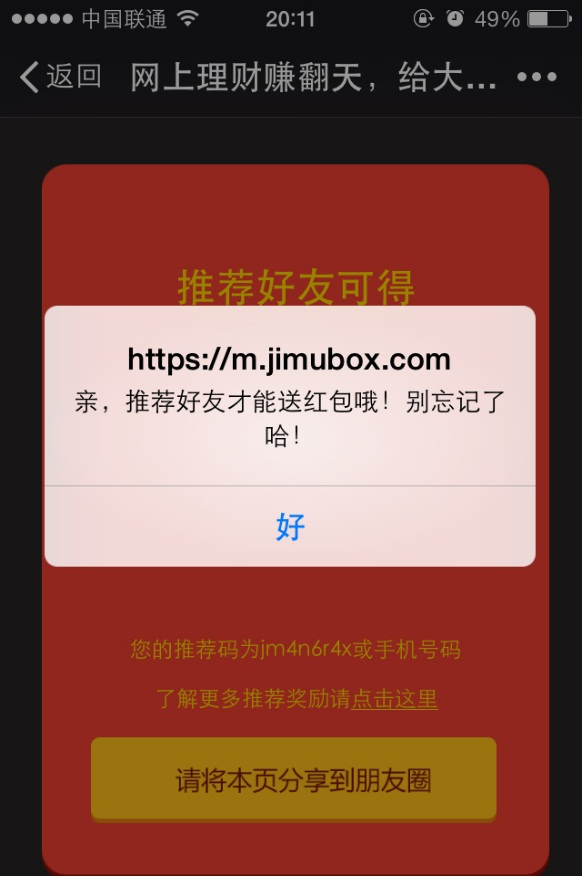 中国联通 20:11 49%
返回 网上理财赚翻天，给大...
推荐好友可得
https://m.jimubox.com
亲，推荐好友才能送红包哦！别忘记了
哈！
好
您的推荐码为jm4n6r4x或手机号码
了解更多推荐奖励请点击这里
请将本页分享到朋友圈